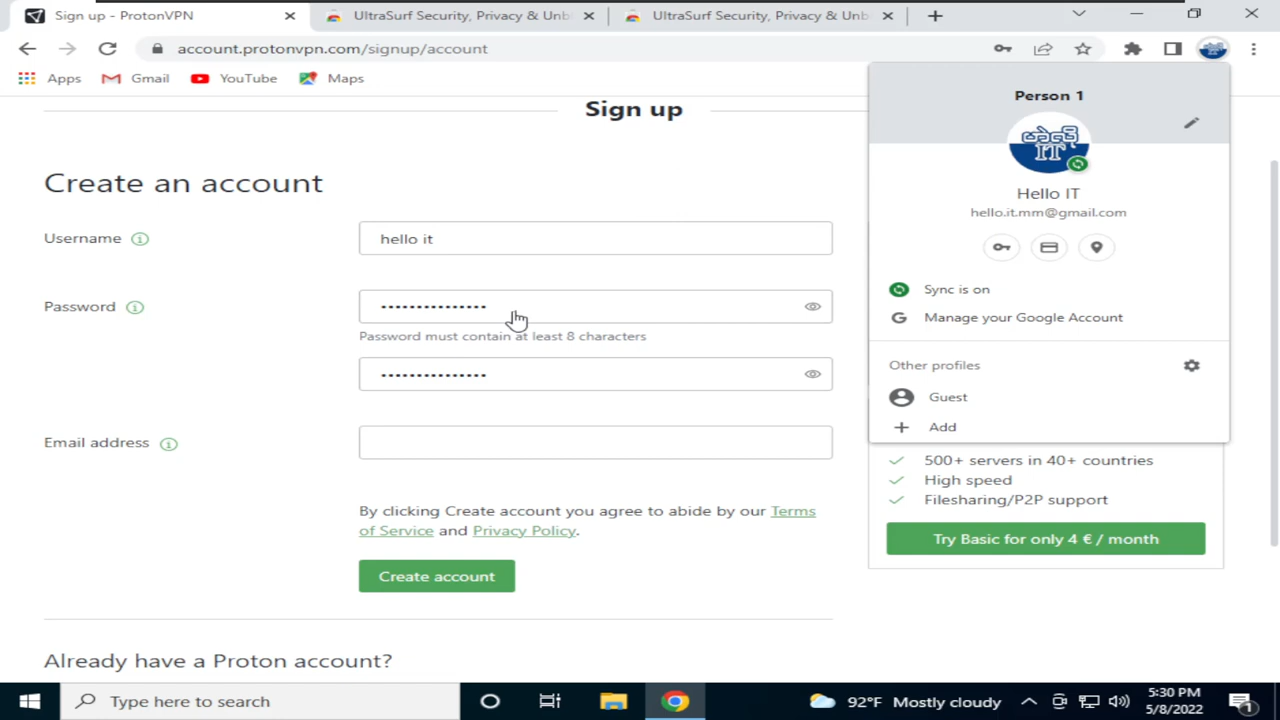 Sign up - ProtonVPN
UltraSurf Security, Privacy & Unb
UltraSurf Security, Privacy & Unb
account.protonvpn.com/signup/account
Apps
Gmail
YouTube
Maps
Sign up
Create an account
Username
hello it
Password
Password must contain at least 8 characters
Email address
By clicking Create account you agree to abide by our Terms
of Service and Privacy Policy.
Create account
Already have a Proton account?
Person 1
IT
Hello IT
hello.it.mm@gmail.com
Sync is on
Manage your Google Account
Other profiles
Guest
Add
500+ servers in 40+ countries
High speed
Filesharing/P2P support
Try Basic for only 4 € / month
Type here to search
92°F Mostly cloudy
5:30 PM
5/8/2022
1